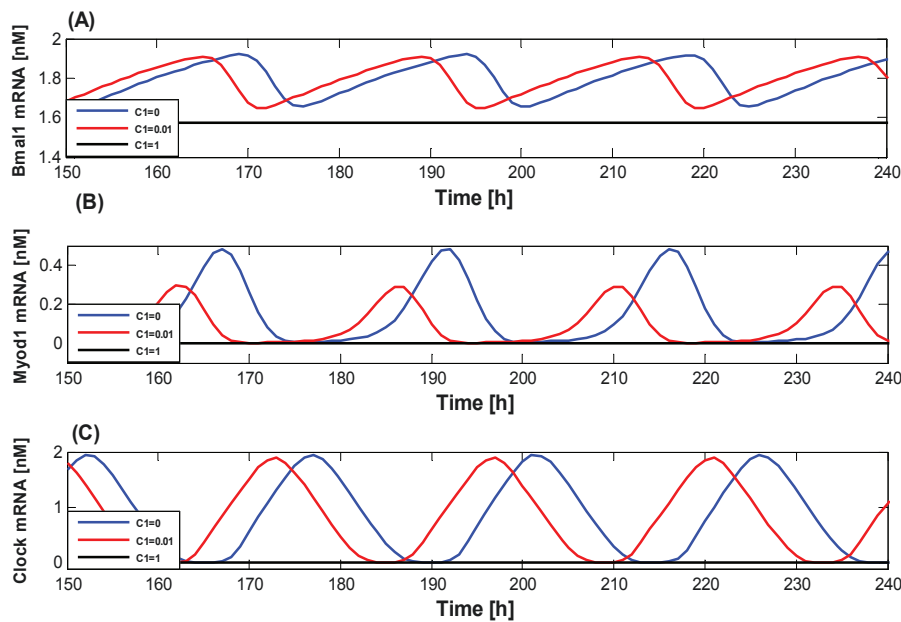 (A)
Bmal1 mRNA [nM]
2
1.8
1.6
1.4
C1=0
C1=0.01
C1=1
150 160 170 180 190 200 210 220 230 240
Time [h]
(B)
Myod1 mRNA [nM]
0.4
0.2
0
C1=0
C1=0.01
C1=1
150 160 170 180 190 200 210 220 230 240
Time [h]
(C)
Clock mRNA [nM]
2
1
0
C1=0
C1=0.01
C1=1
150 160 170 180 190 200 210 220 230 240
Time [h]